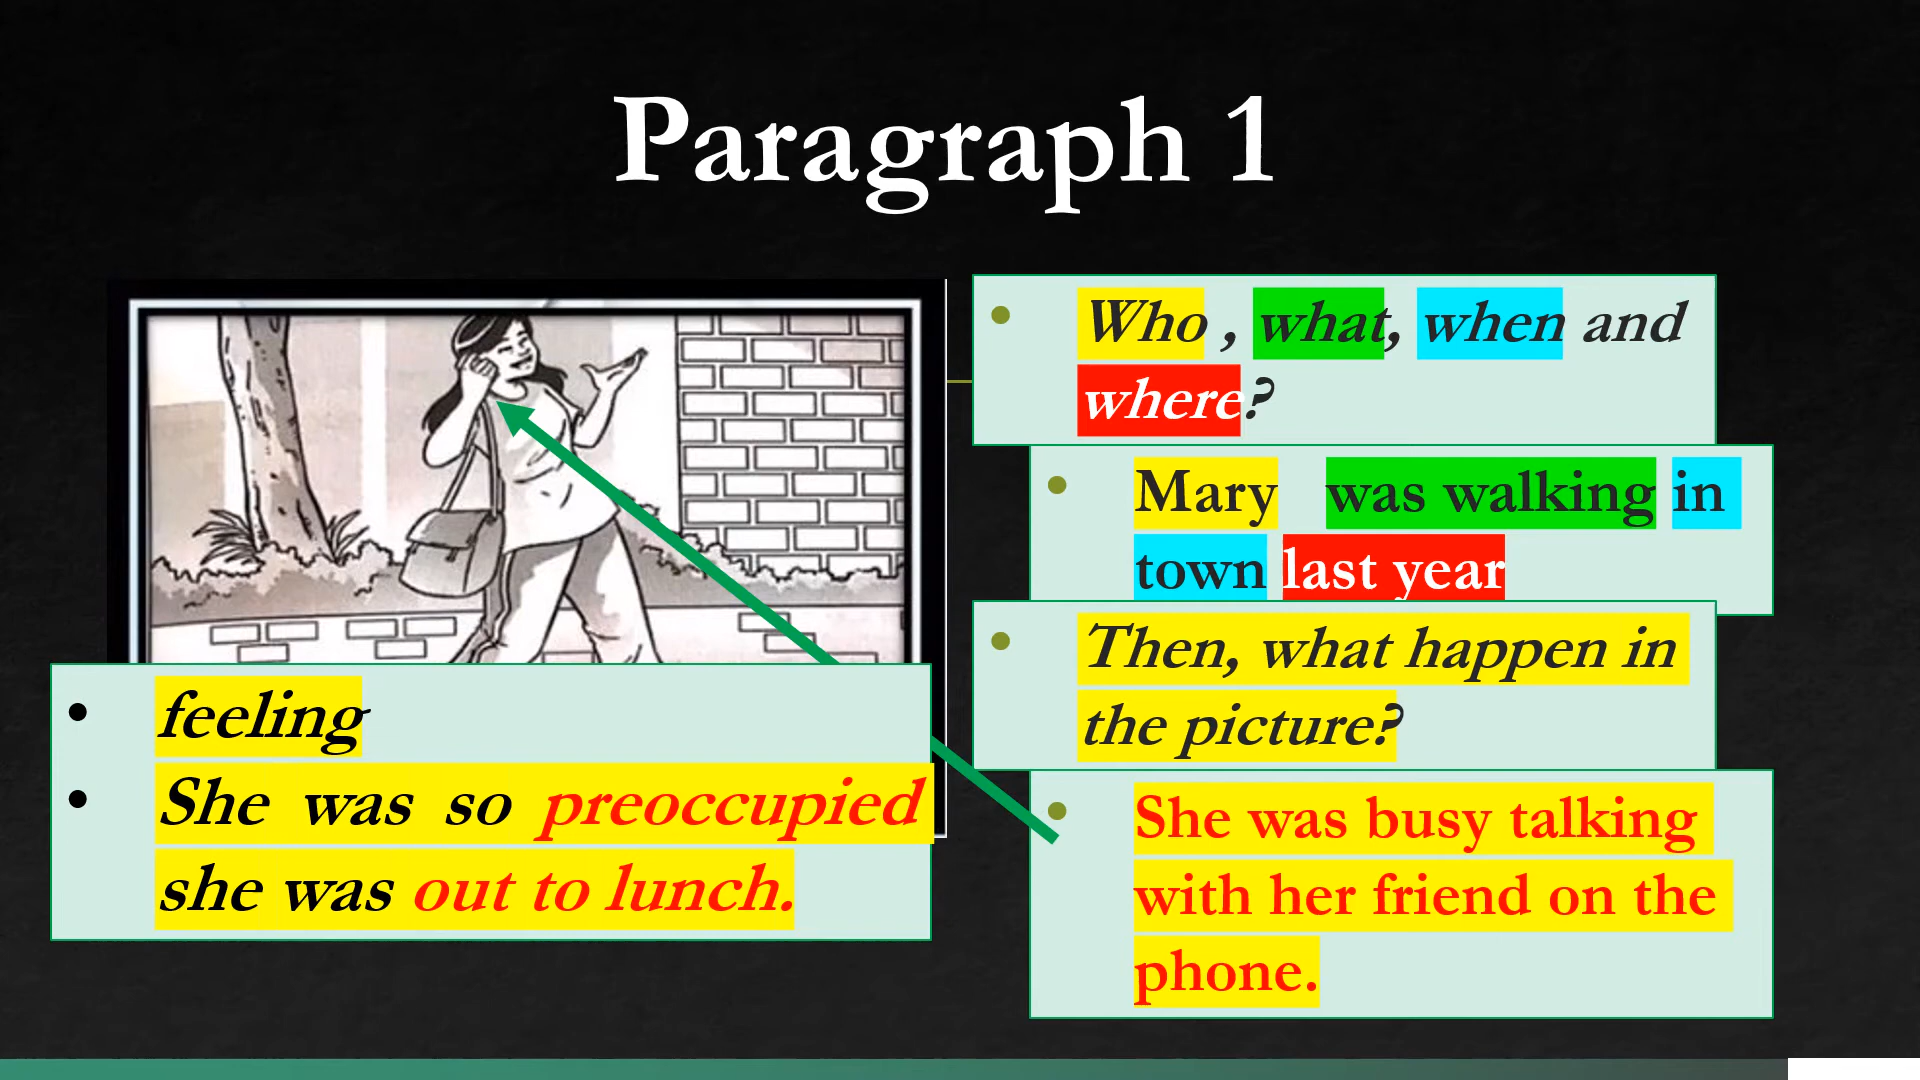 Paragraph 1
Who , what, when and
where?
Mary was walking in
town last year
Then, what happen in
the picture?
She was busy talking
with her friend on the
phone.
feeling
She was so preoccupied
she was out to lunch.